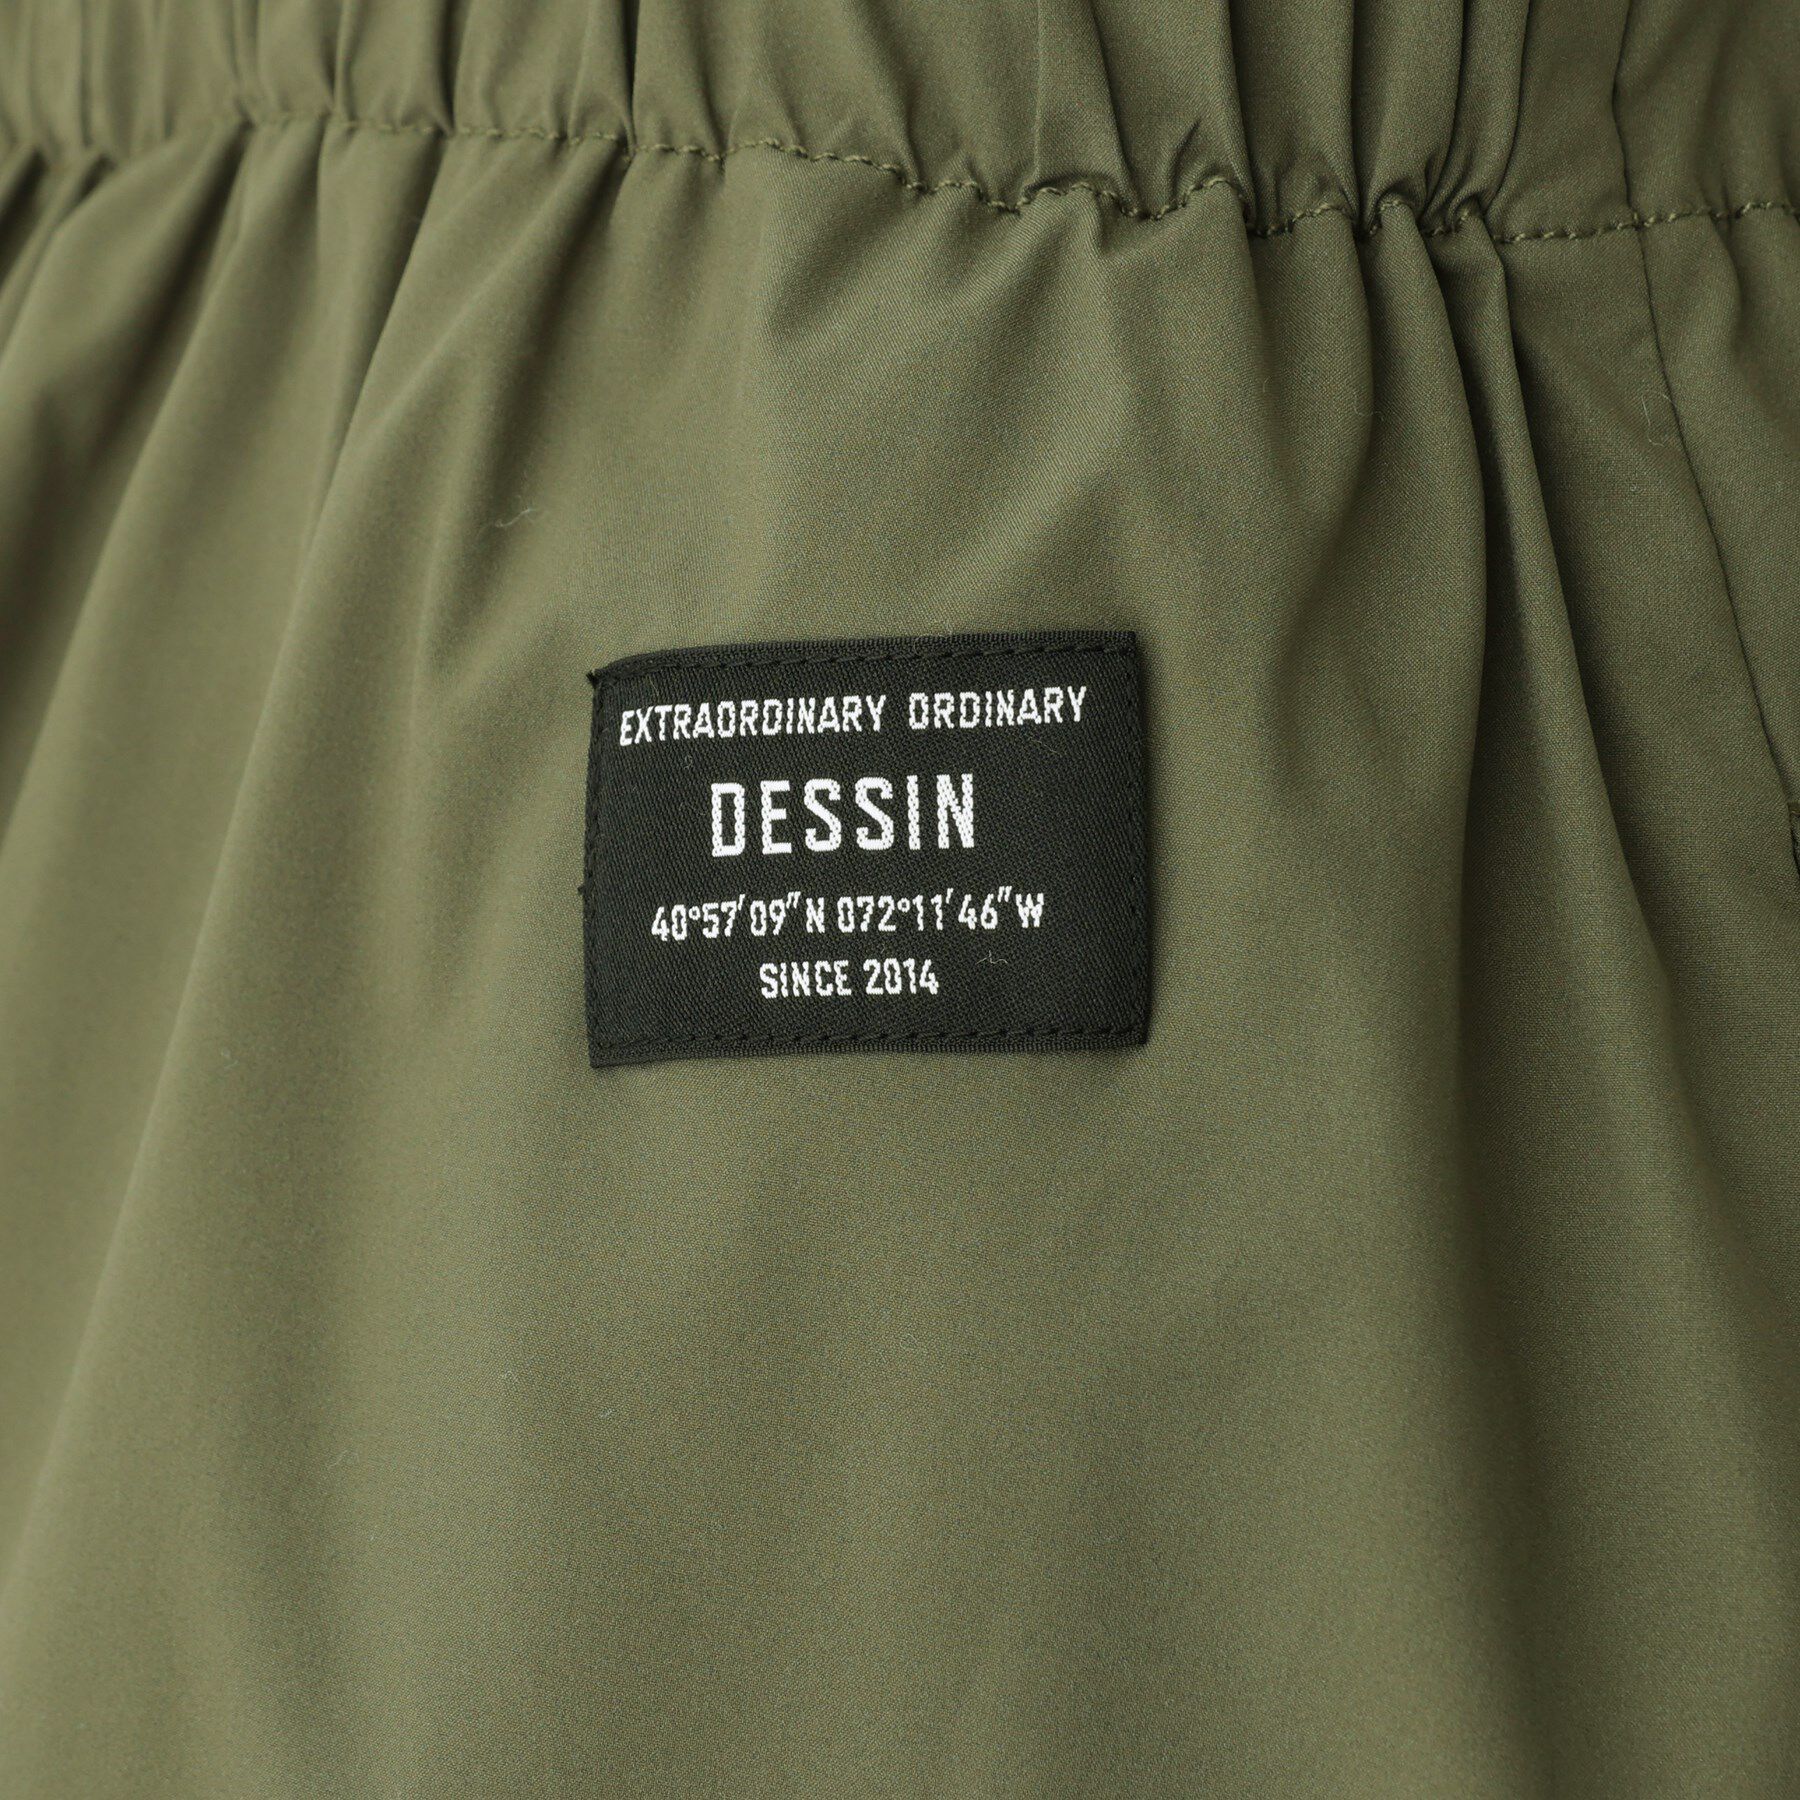 EXTRAORDINARY ORDINARY
DESSIN
40°57'09"N 072°11'46"W
SINCE 2014